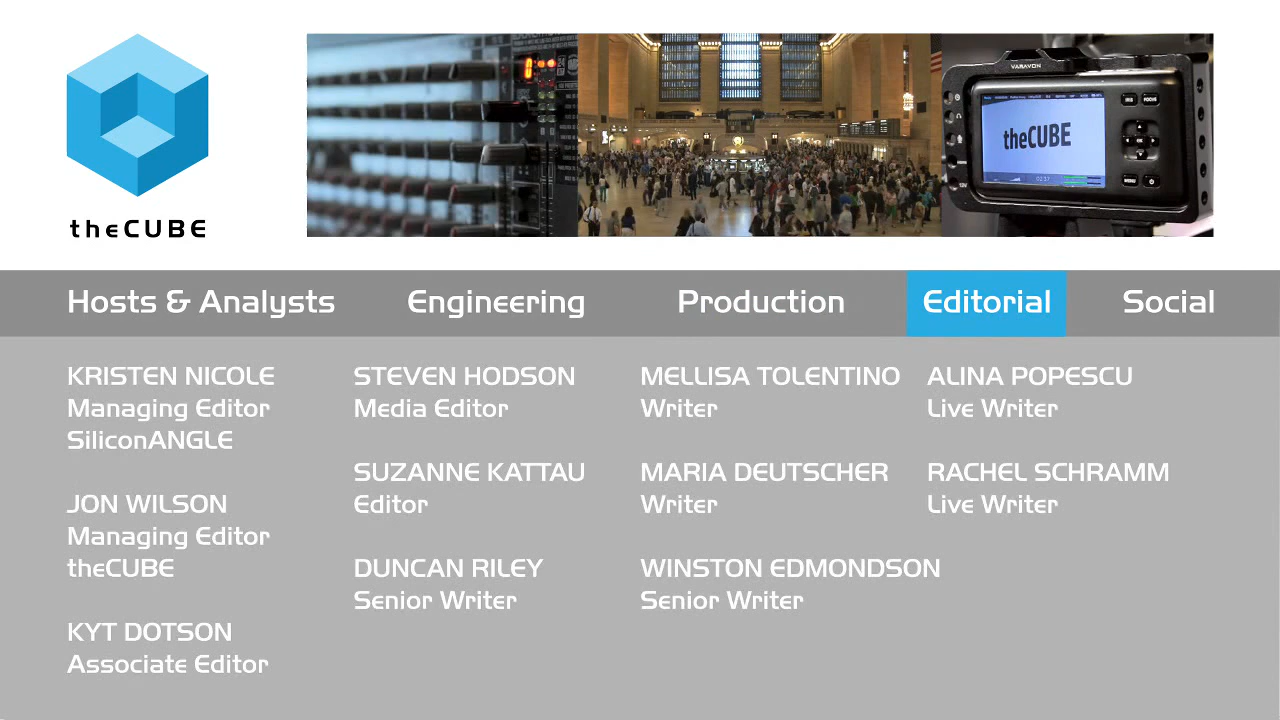 theCUBE
VARAVON
theCUBE
Hosts & Analysts
Engineering
Production
Editorial
Social
KRISTEN NICOLE
Managing Editor
SiliconANGLE
JON WILSON
Managing Editor
theCUBE
KYT DOTSON
Associate Editor
STEVEN HODSON
Media Editor
SUZANNE KATTAU
Editor
DUNCAN RILEY
Senior Writer
MELLISA TOLENTINO
Writer
MARIA DEUTSCHER
Writer
WINSTON EDMONDSON
Senior Writer
ALINA POPESCU
Live Writer
RACHEL SCHRAMM
Live Writer